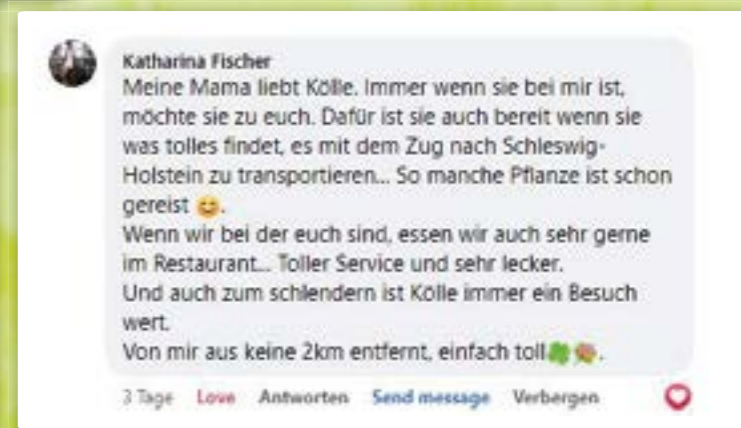 Katharina Fischer
Meine Mama liebt Kölle. Immer wenn sie bei mir ist,
möchte sie zu euch. Dafür ist sie auch bereit wenn sie
was tolles findet, es mit dem Zug nach Schleswig-
Holstein zu transportieren... So manche Pflanze ist schon
gereist 😊.
Wenn wir bei der euch sind, essen wir auch sehr gerne
im Restaurant... Toller Service und sehr lecker.
Und auch zum schlendern ist Kölle immer ein Besuch
wert.
Von mir aus keine 2km entfernt, einfach toll🍀💐.
3 Tage Love Antworten Send message Verbergen